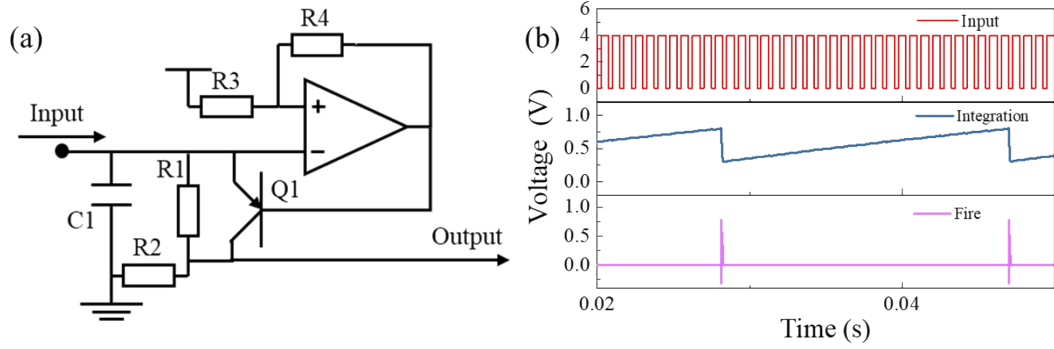 (a)
R4
R3
+
Input
−
R1
Q1
C1
R2
Output
(b)
Voltage (V)
6
4
2
0
Input
1.0
0.5
0.0
Integration
1.0
0.5
0.0
Fire
0.02
0.04
Time (s)